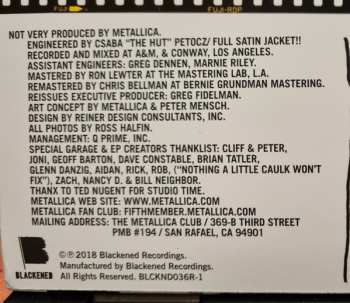 FUJI-RDP
NOT VERY PRODUCED BY METALLICA.
ENGINEERED BY CSABA "THE HUT" PETOCZ/ FULL SATIN JACKET!!
RECORDED AND MIXED AT A&M, & CONWAY, LOS ANGELES.
ASSISTANT ENGINEERS: GREG DENNEN, MARNIE RILEY.
MASTERED BY RON LEWTER AT THE MASTERING LAB, L.A.
REMASTERED BY CHRIS BELLMAN AT BERNIE GRUNDMAN MASTERING.
REISSUES EXECUTIVE PRODUCER: GREG FIDELMAN.
ART CONCEPT BY METALLICA & PETER MENSCH.
DESIGN BY REINER DESIGN CONSULTANTS, INC.
ALL PHOTOS BY ROSS HALFIN.
MANAGEMENT: Q PRIME, INC.
SPECIAL GARAGE & EP CREATORS THANKLIST: CLIFF & PETER,
JONI, GEOFF BARTON, DAVE CONSTABLE, BRIAN TATLER,
GLENN DANZIG, AIDAN, RICK, ROB, ("NOTHING A LITTLE CAULK WON'T
FIX"), ZACH, NANCY D. & BILL NEIGHBOR.
THANX TO TED NUGENT FOR STUDIO TIME.
METALLICA WEB SITE: WWW.METALLICA.COM
METALLICA FAN CLUB: FIFTHMEMBER.METALLICA.COM
MAILING ADDRESS: THE METALLICA CLUB / 369-B THIRD STREET
PMB #194 / SAN RAFAEL, CA 94901
B
BLACKENED
©℗2018 Blackened Recordings.
Manufactured by Blackened Recordings.
All Rights Reserved. BLCKND036R-1